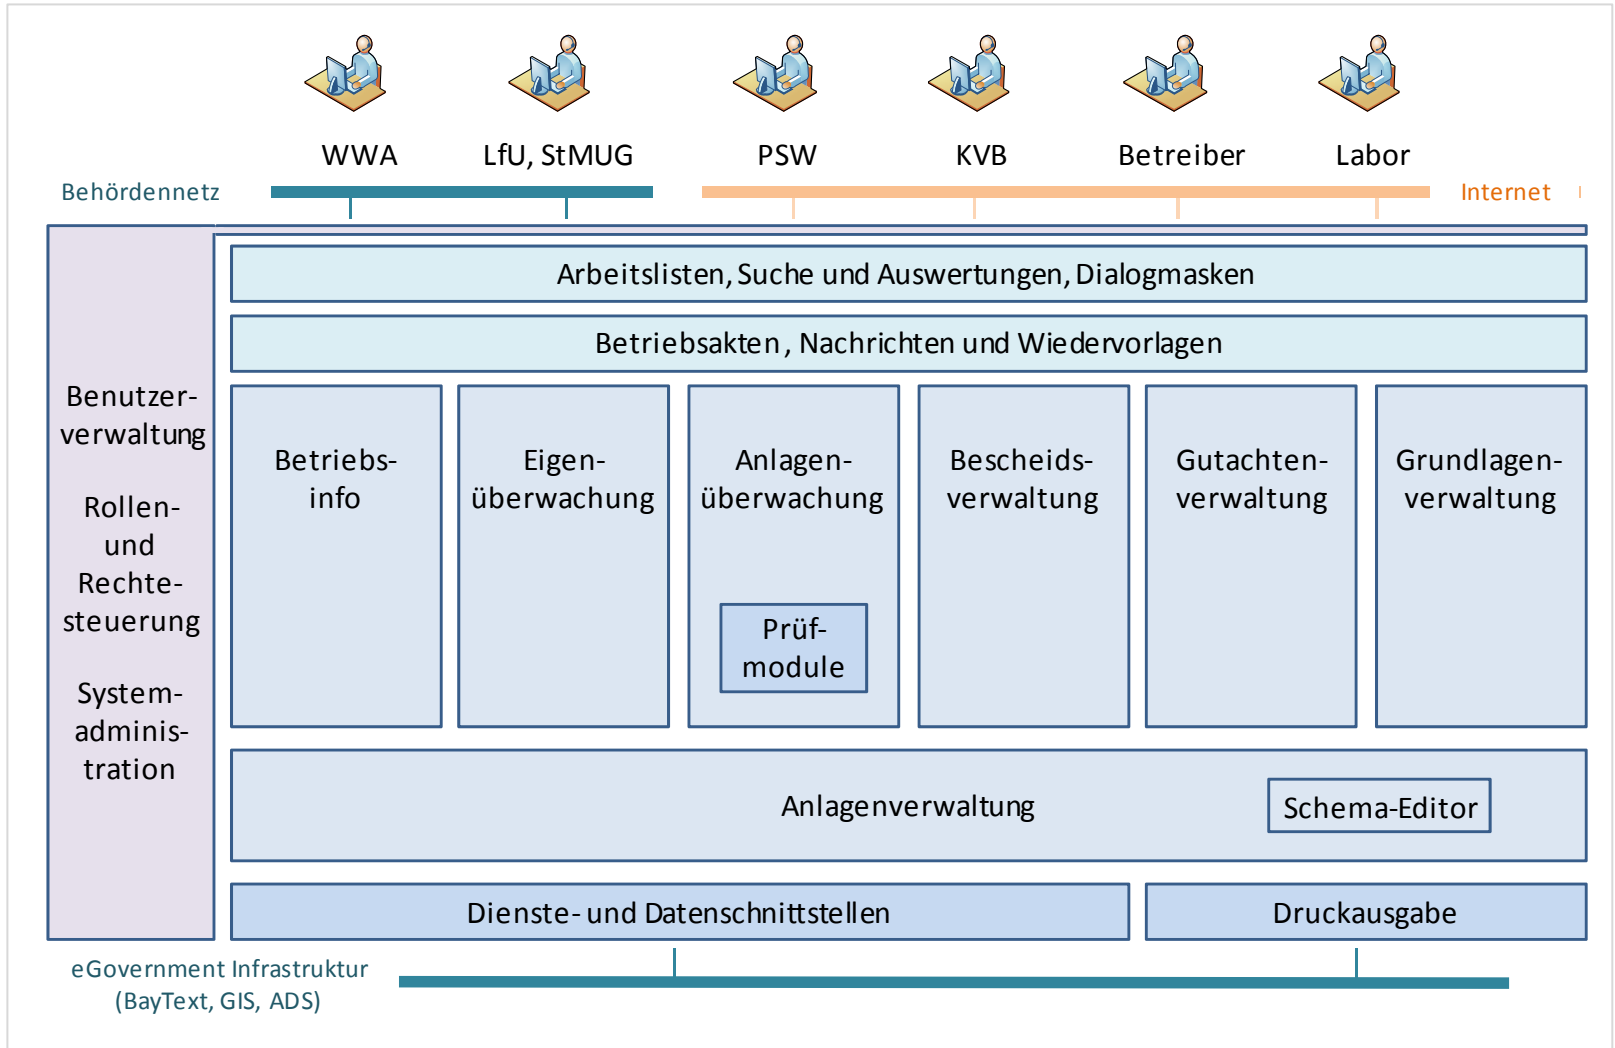 WWA
LfU, StMUG
PSW
KVB
Betreiber
Labor
Behördennetz
Internet
Arbeitslisten, Suche und Auswertungen, Dialogmasken
Betriebsakten , Nachrichten und Wiedervorlagen
Benutzer-
verwaltung
Rollen-
und
Rechte-
steuerung
System-
adminis-
tration
Betriebs-
info
Eigen-
überwachung
Anlagen-
überwachung
Prüf-
module
Bescheids-
verwaltung
Gutachten-
verwaltung
Grundlagen-
verwaltung
Anlagenverwaltung
Schema-Editor
Dienste- und Datenschnittstellen
Druckausgabe
eGovernment Infrastruktur
(BayText, GIS, ADS)